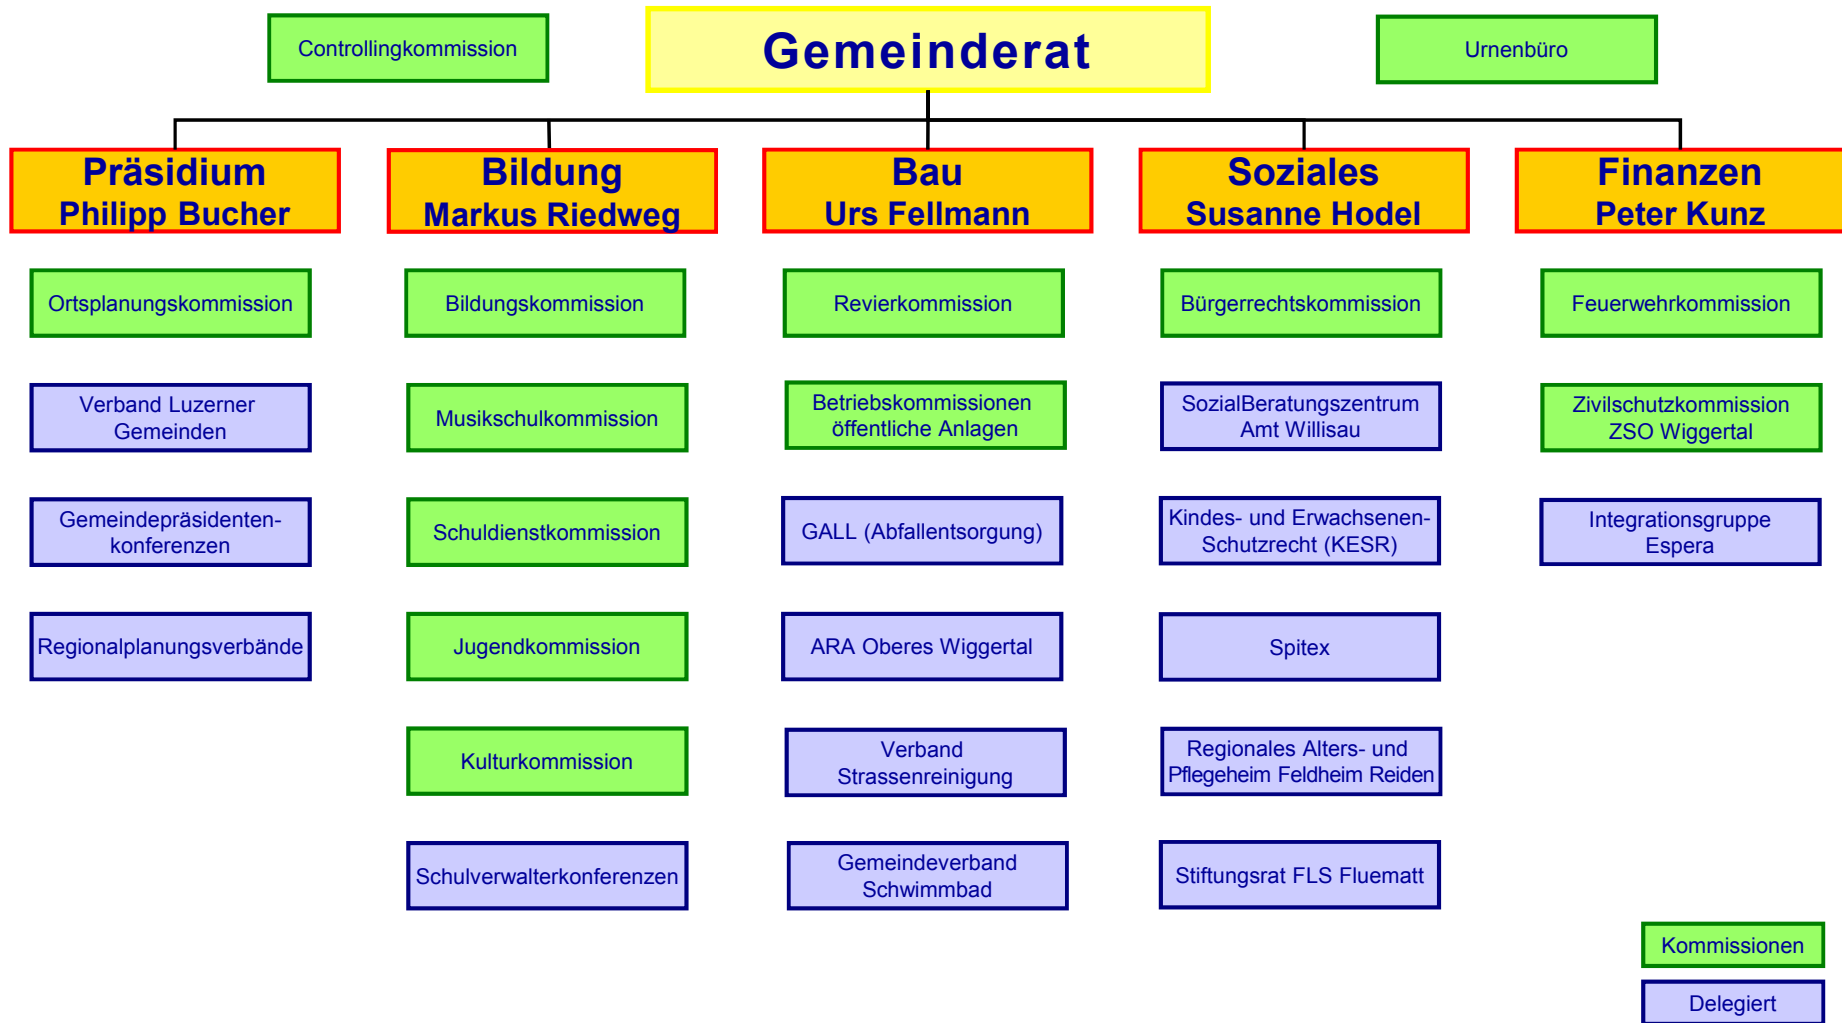 Controllingkommission
Gemeinderat
Urnenbüro
Präsidium
Philipp Bucher
Bildung
Markus Riedweg
Bau
Urs Fellmann
Soziales
Susanne Hodel
Finanzen
Peter Kunz
Ortsplanungskommission
Verband Luzerner
Gemeinden
Gemeindepräsidenten-
konferenzen
Regionalplanungsverbände
Bildungskommission
Musikschulkommission
Schuldienstkommission
Jugendkommission
Kulturkommission
Schulverwalterkonferenzen
Revierkommission
Betriebskommissionen
öffentliche Anlagen
GALL (Abfallentsorgung)
ARA Oberes Wiggertal
Verband
Strassenreinigung
Gemeindeverband
Schwimmbad
Bürgerrechtskommission
SozialBeratungszentrum
Amt Willisau
Kindes- und Erwachsenen-
Schutzrecht (KESR)
Spitex
Regionales Alters- und
Pflegeheim Feldheim Reiden
Stiftungsrat FLS Fluematt
Feuerwehrkommission
Zivilschutzkommission
ZSO Wiggertal
Integrationsgruppe
Espera
Kommissionen
Delegiert